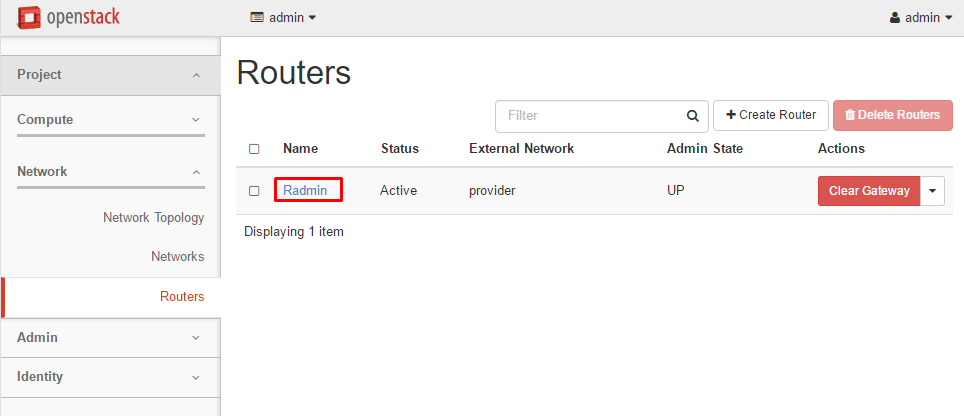 openstack
admin
admin
Project
Compute
Network
Network Topology
Networks
Routers
Admin
Identity
Routers
Filter
Create Router
Delete Routers
Name Status External Network Admin State Actions
Radmin Active provider UP Clear Gateway
Displaying 1 item